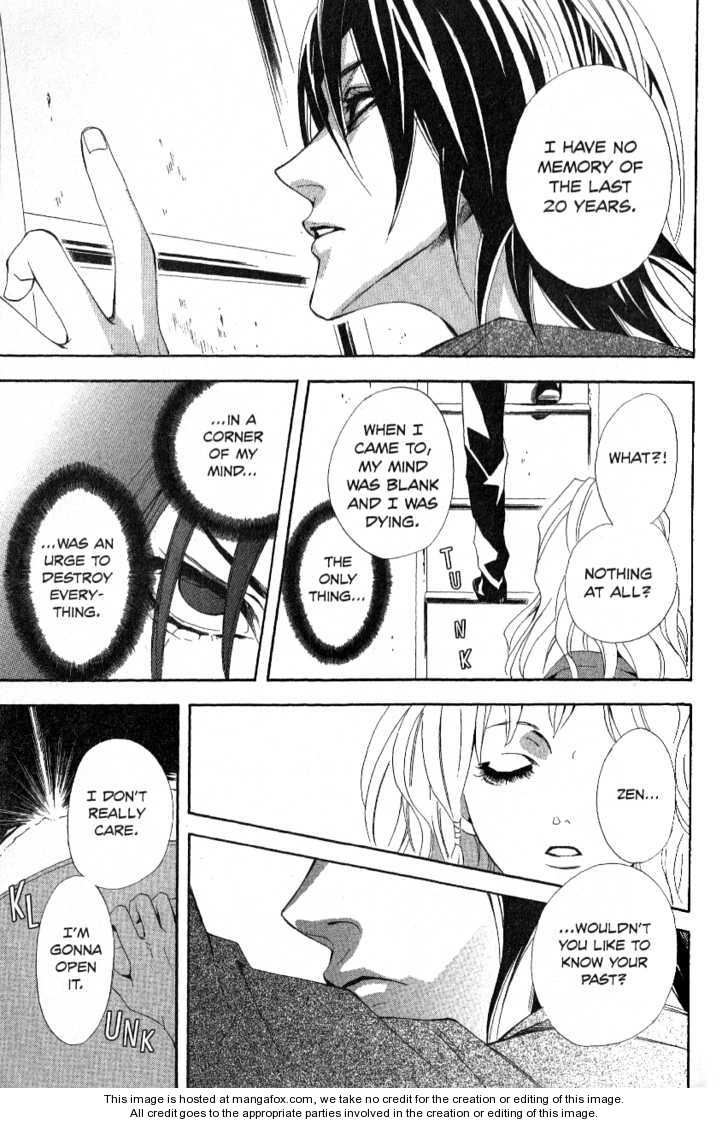 I HAVE NO
MEMORY OF
THE LAST
20 YEARS.
WHAT?!
NOTHING
AT ALL?
WHEN I
CAME TO,
MY MIND
WAS BLANK
AND I WAS
DYING.
TUNK
THE
ONLY
THING...
...IN A
CORNER
OF MY
MIND...
...WAS AN
URGE TO
DESTROY
EVERY-
THING.
ZEN...
...WOULDN'T
YOU LIKE TO
KNOW YOUR
PAST?
I DON'T
REALLY
CARE.
I'M
GONNA
OPEN
IT.
KL
UNK
This image is hosted at mangafox.com, we take no credit for the creation or editing of this image.
All credit goes to the appropriate parties involved in the creation or editing of this image.